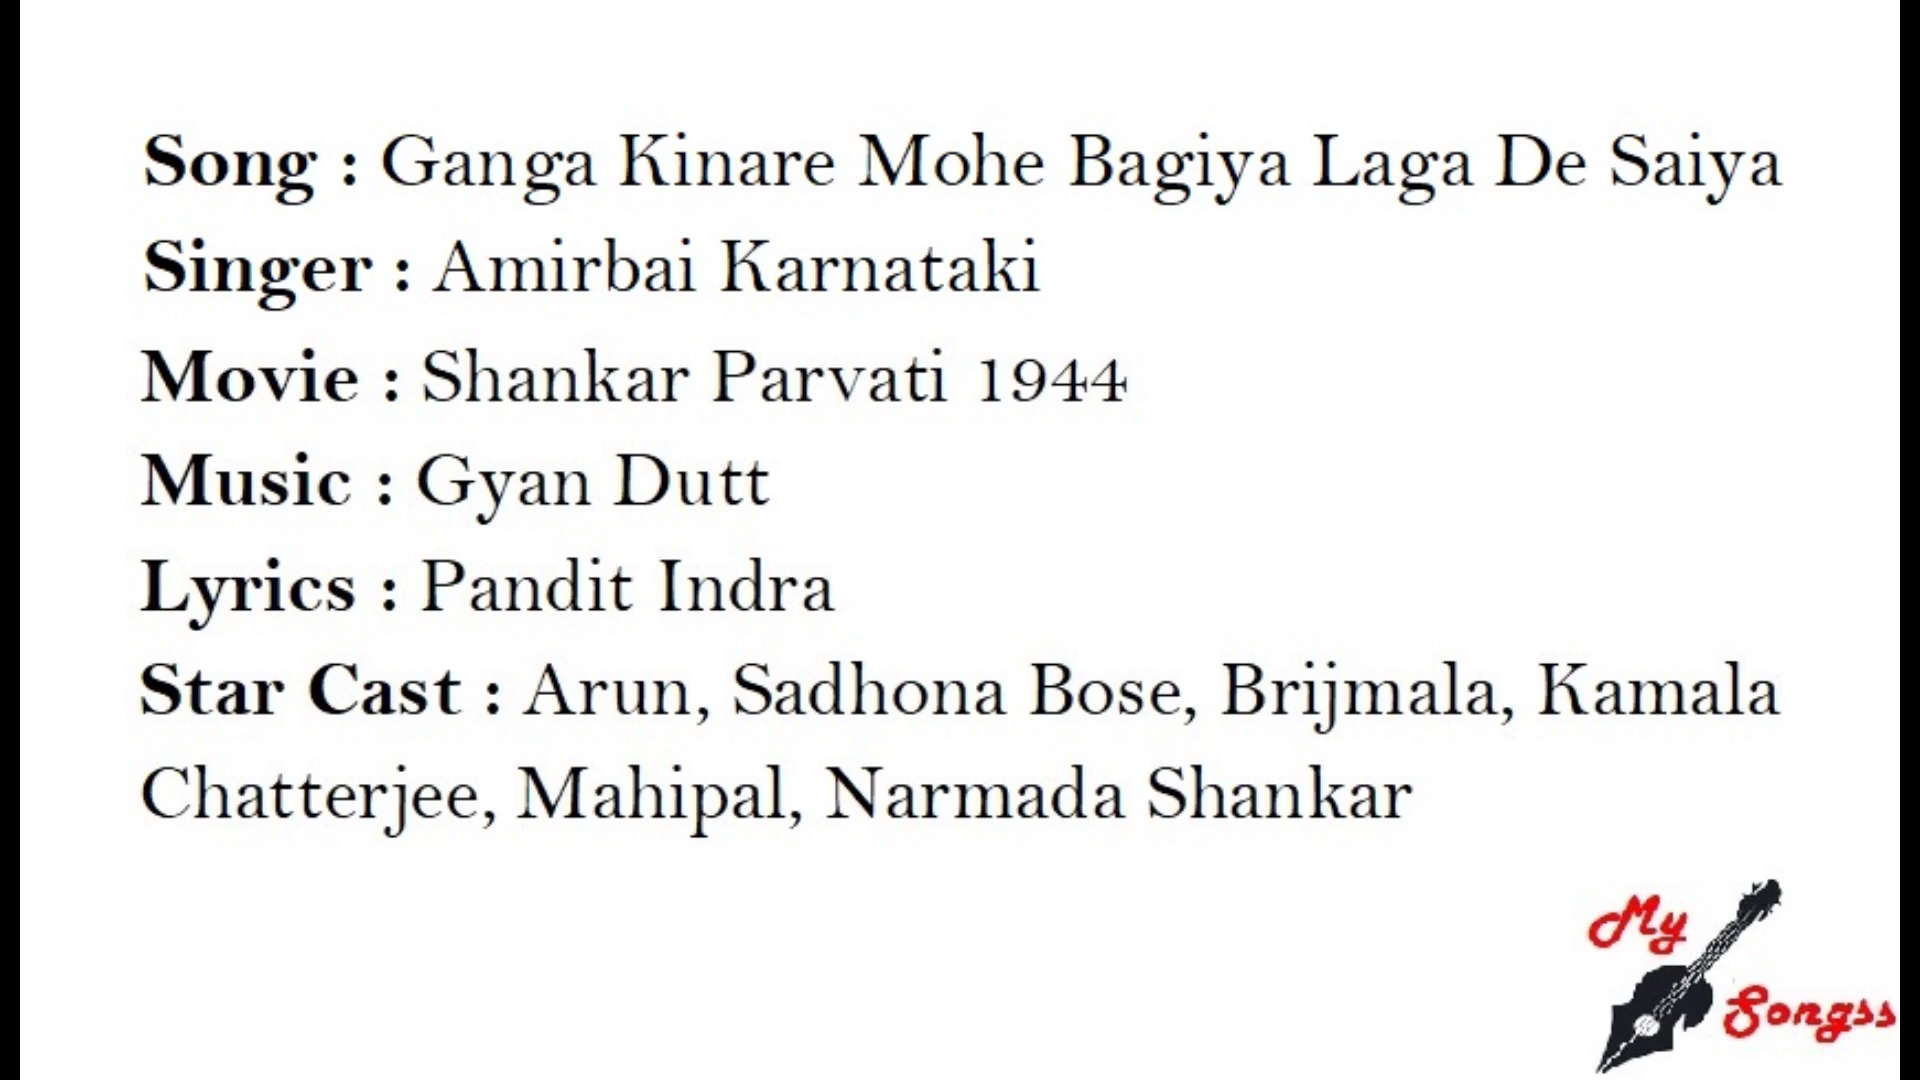 Song : Ganga Kinare Mohe Bagiya Laga De Saiya
Singer : Amirbai Karnataki
Movie : Shankar Parvati 1944
Music : Gyan Dutt
Lyrics : Pandit Indra
Star Cast : Arun, Sadhona Bose, Brijmala, Kamala
Chatterjee, Mahipal, Narmada Shankar
My
Songss